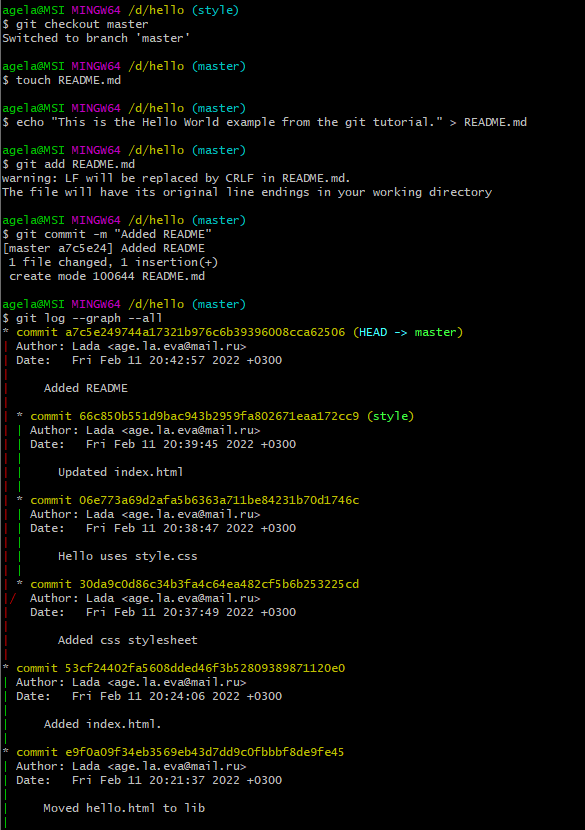 agela@MSI MINGW64 /d/hello (style)
$ git checkout master
Switched to branch 'master'

agela@MSI MINGW64 /d/hello (master)
$ touch README.md

agela@MSI MINGW64 /d/hello (master)
$ echo "This is the Hello World example from the git tutorial." > README.md

agela@MSI MINGW64 /d/hello (master)
$ git add README.md
warning: LF will be replaced by CRLF in README.md.
The file will have its original line endings in your working directory

agela@MSI MINGW64 /d/hello (master)
$ git commit -m "Added README"
[master a7c5e24] Added README
 1 file changed, 1 insertion(+)
 create mode 100644 README.md

agela@MSI MINGW64 /d/hello (master)
$ git log --graph --all
* commit a7c5e249744a17321b976c6b39396008cca62506 (HEAD -> master)
| Author: Lada <age.la.eva@mail.ru>
| Date:   Fri Feb 11 20:42:57 2022 +0300
|
|     Added README
|
| * commit 66c850b551d9bac943b2959fa802671eaa172cc9 (style)
| | Author: Lada <age.la.eva@mail.ru>
| | Date:   Fri Feb 11 20:39:45 2022 +0300
| |
| |     Updated index.html
| |
| * commit 06e773a69d2afa5b6363a711be84231b70d1746c
| | Author: Lada <age.la.eva@mail.ru>
| | Date:   Fri Feb 11 20:38:47 2022 +0300
| |
| |     Hello uses style.css
| |
| * commit 30da9c0d86c34b3fa4c64ea482cf5b6b253225cd
|/  Author: Lada <age.la.eva@mail.ru>
|   Date:   Fri Feb 11 20:37:49 2022 +0300
|
|       Added css stylesheet
|
* commit 53cf24402fa5608dded46f3b52809389871120e0
| Author: Lada <age.la.eva@mail.ru>
| Date:   Fri Feb 11 20:24:06 2022 +0300
|
|     Added index.html.
|
* commit e9f0a09f34eb3569eb43d7dd9c0fbbbf8de9fe45
| Author: Lada <age.la.eva@mail.ru>
| Date:   Fri Feb 11 20:21:37 2022 +0300
|
|     Moved hello.html to lib
|